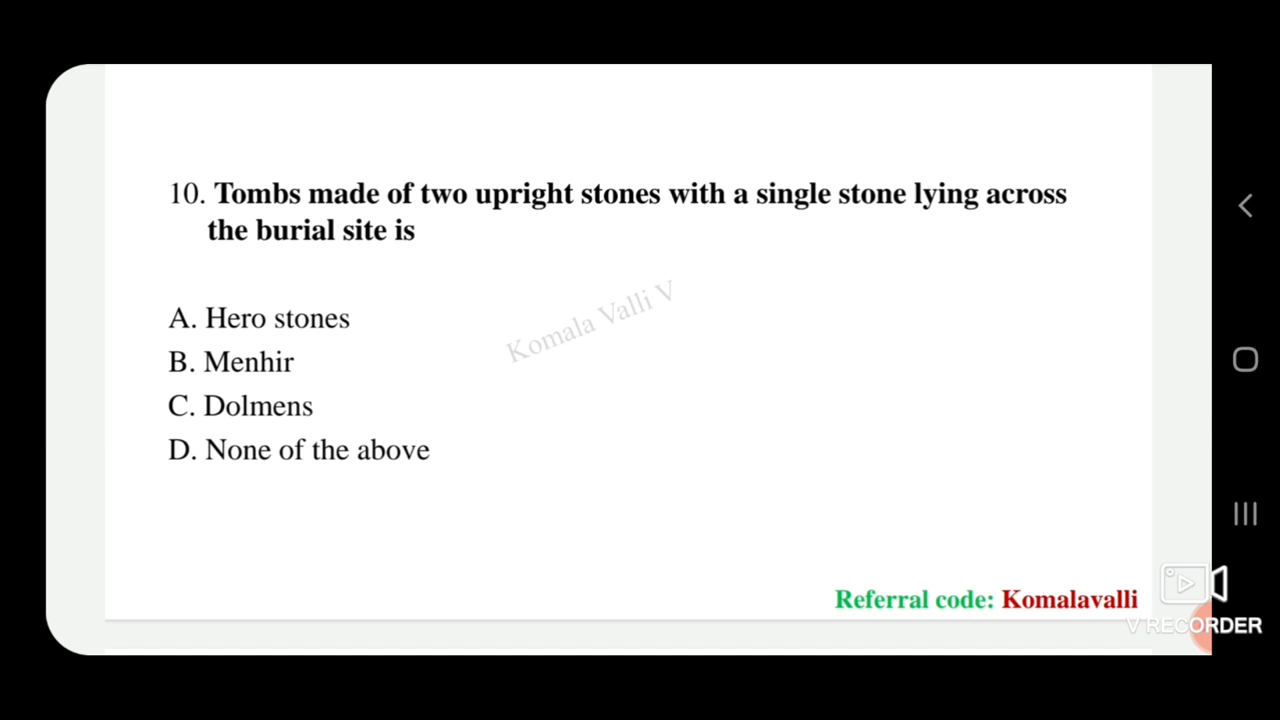 10. Tombs made of two upright stones with a single stone lying across
the burial site is
Komala Valli V
A. Hero stones
B. Menhir
C. Dolmens
D. None of the above
Referral code: Komalavalli
V RECORDER